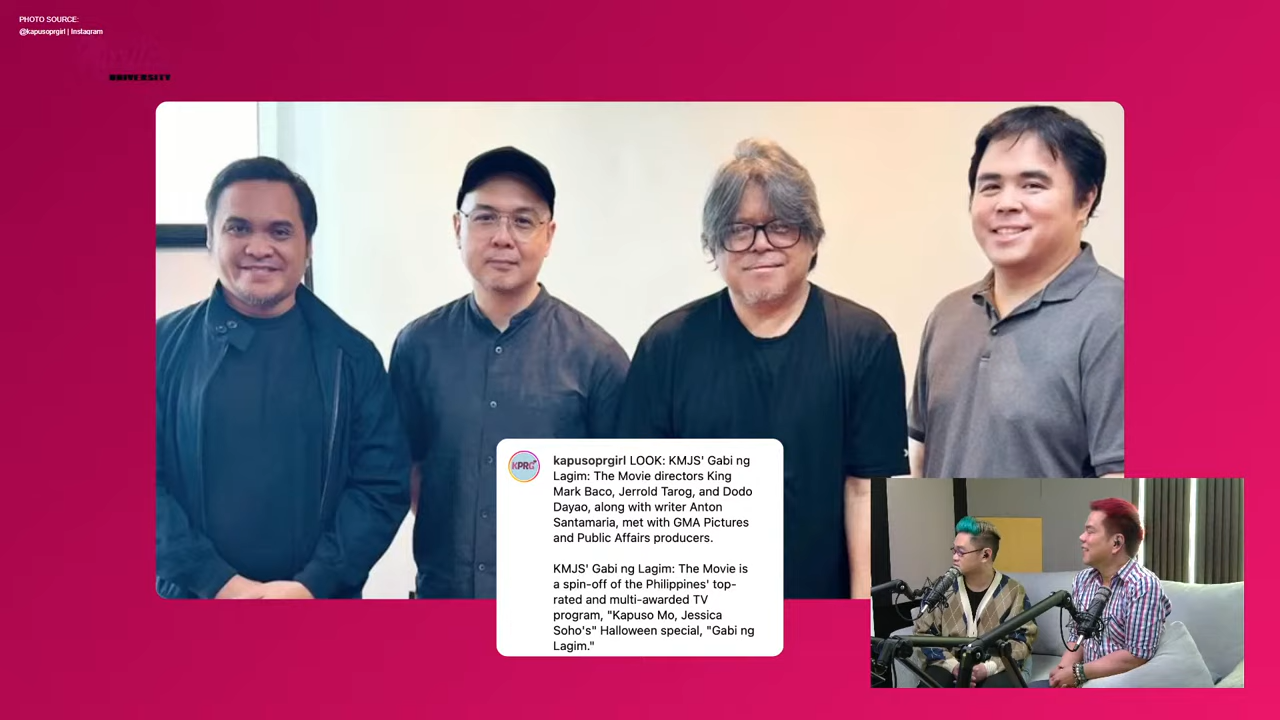 PHOTO SOURCE:
@kapusoprgirl | Instagram
UNIVERSITY
KPRG
kapusoprgirl LOOK: KMJS' Gabi ng
Lagim: The Movie directors King
Mark Baco, Jerrold Tarog, and Dodo
Dayao, along with writer Anton
Santamaria, met with GMA Pictures
and Public Affairs producers.
KMJS' Gabi ng Lagim: The Movie is
a spin-off of the Philippines' top-
rated and multi-awarded TV
program, "Kapuso Mo, Jessica
Soho's" Halloween special, "Gabi ng
Lagim."